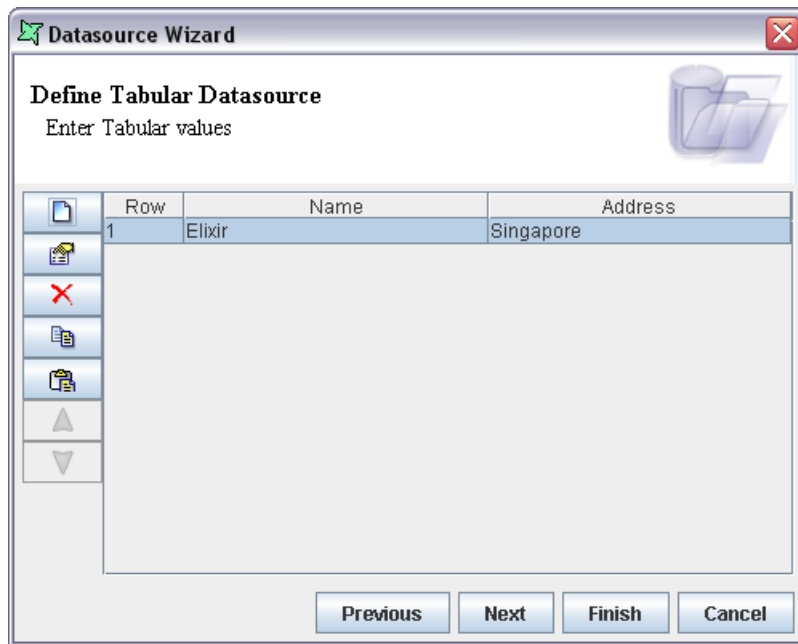 Datasource Wizard
Define Tabular Datasource
Enter Tabular values
Row Name Address
1 Elixir Singapore
Previous Next Finish Cancel